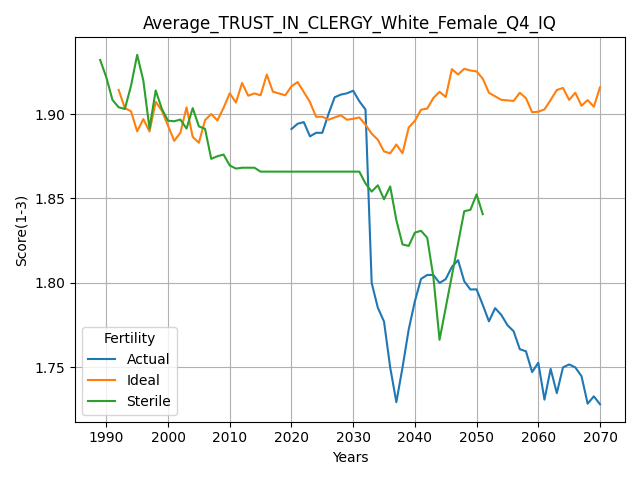 Average_TRUST_IN_CLERGY_White_Female_Q4_IQ
Score(1-3)
1.90
1.85
1.80
1.75
Fertility
Actual
Ideal
Sterile
1990 2000 2010 2020 2030 2040 2050 2060 2070
Years